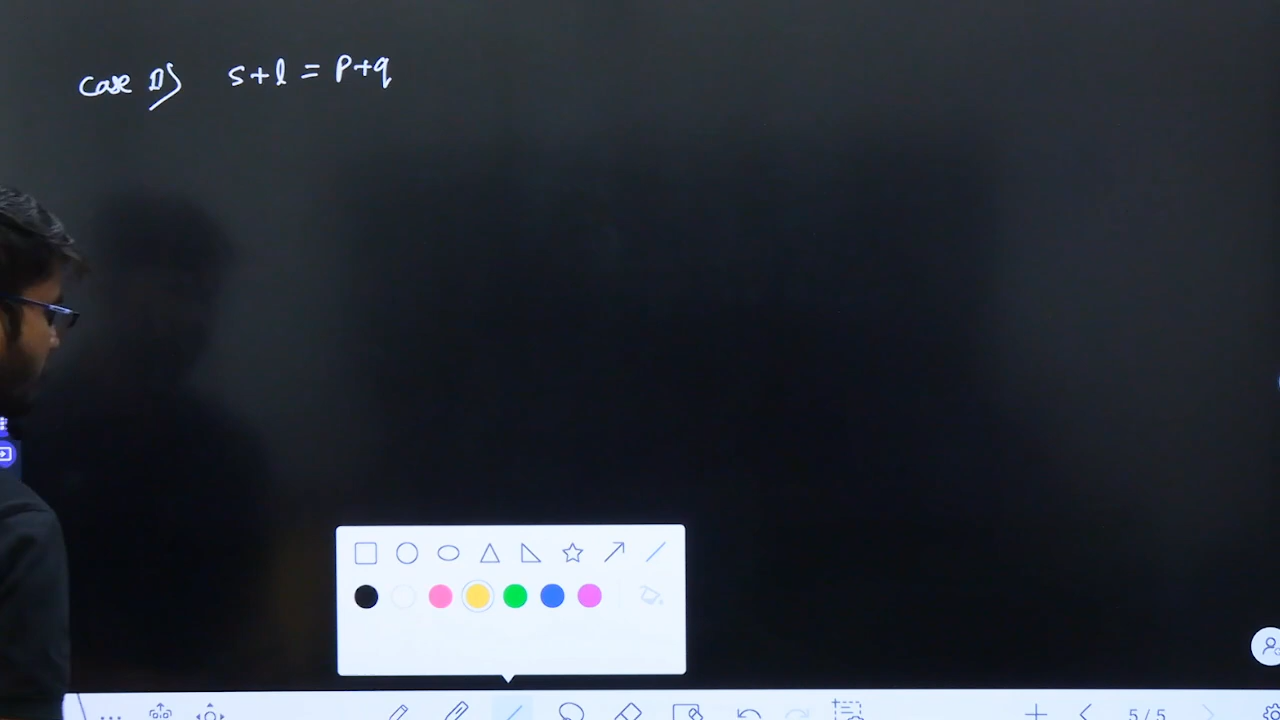 Case II) s+l = p+q
5/5